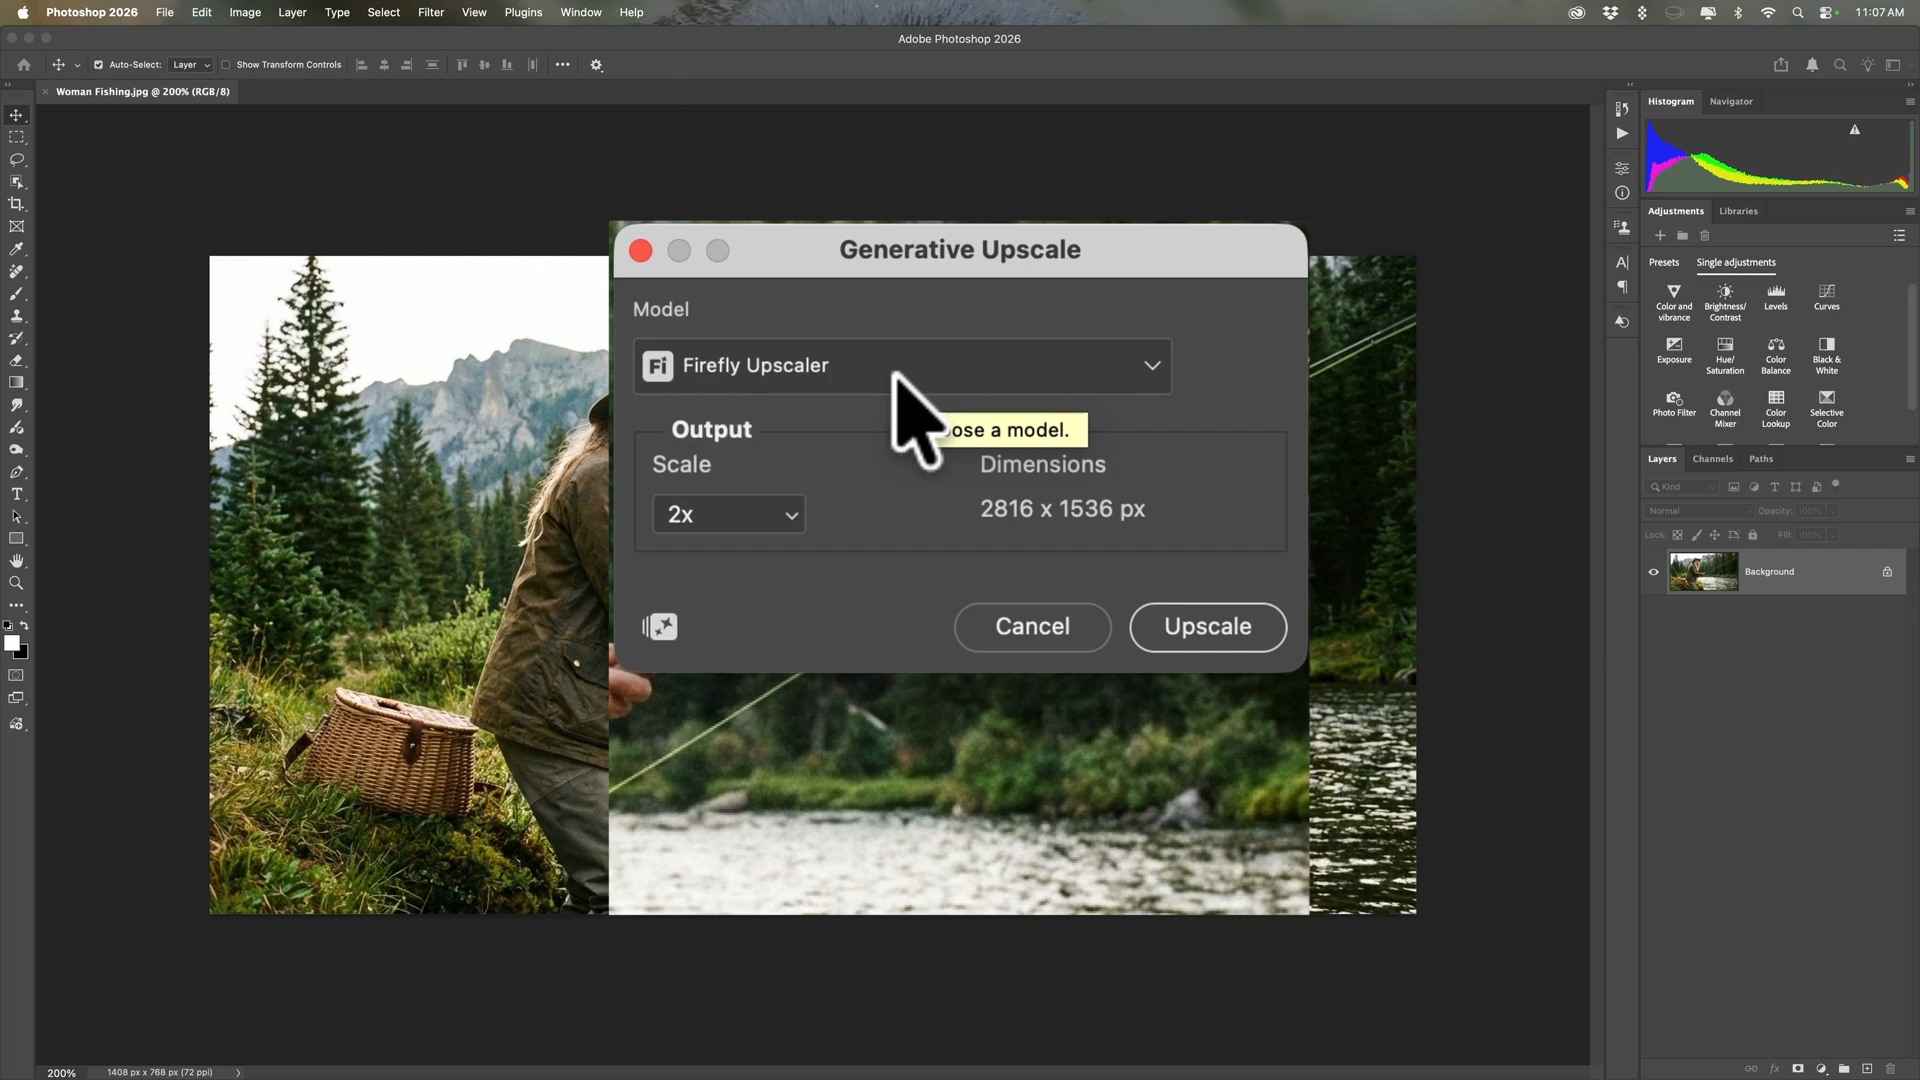 Photoshop 2026 File Edit Image Layer Type Select Filter View Plugins Window Help 11:07 AM
Adobe Photoshop 2026
Auto-Select: Layer Show Transform Controls
Woman Fishing.jpg @ 200% (RGB/8)
Generative Upscale
Model
Fi Firefly Upscaler
ose a model.
Output
Scale Dimensions
2x 2816 x 1536 px
Cancel Upscale
Histogram Navigator
Adjustments Libraries
Presets Single adjustments
Color and vibrance
Brightness/ Contrast
Levels
Curves
Exposure
Hue/ Saturation
Color Balance
Black & White
Photo Filter
Channel Mixer
Color Lookup
Selective Color
Layers Channels Paths
Kind
Normal Opacity: 100%
Lock: Fill: 100%
Background
fx
200% 1408 px x 768 px (72 ppi)